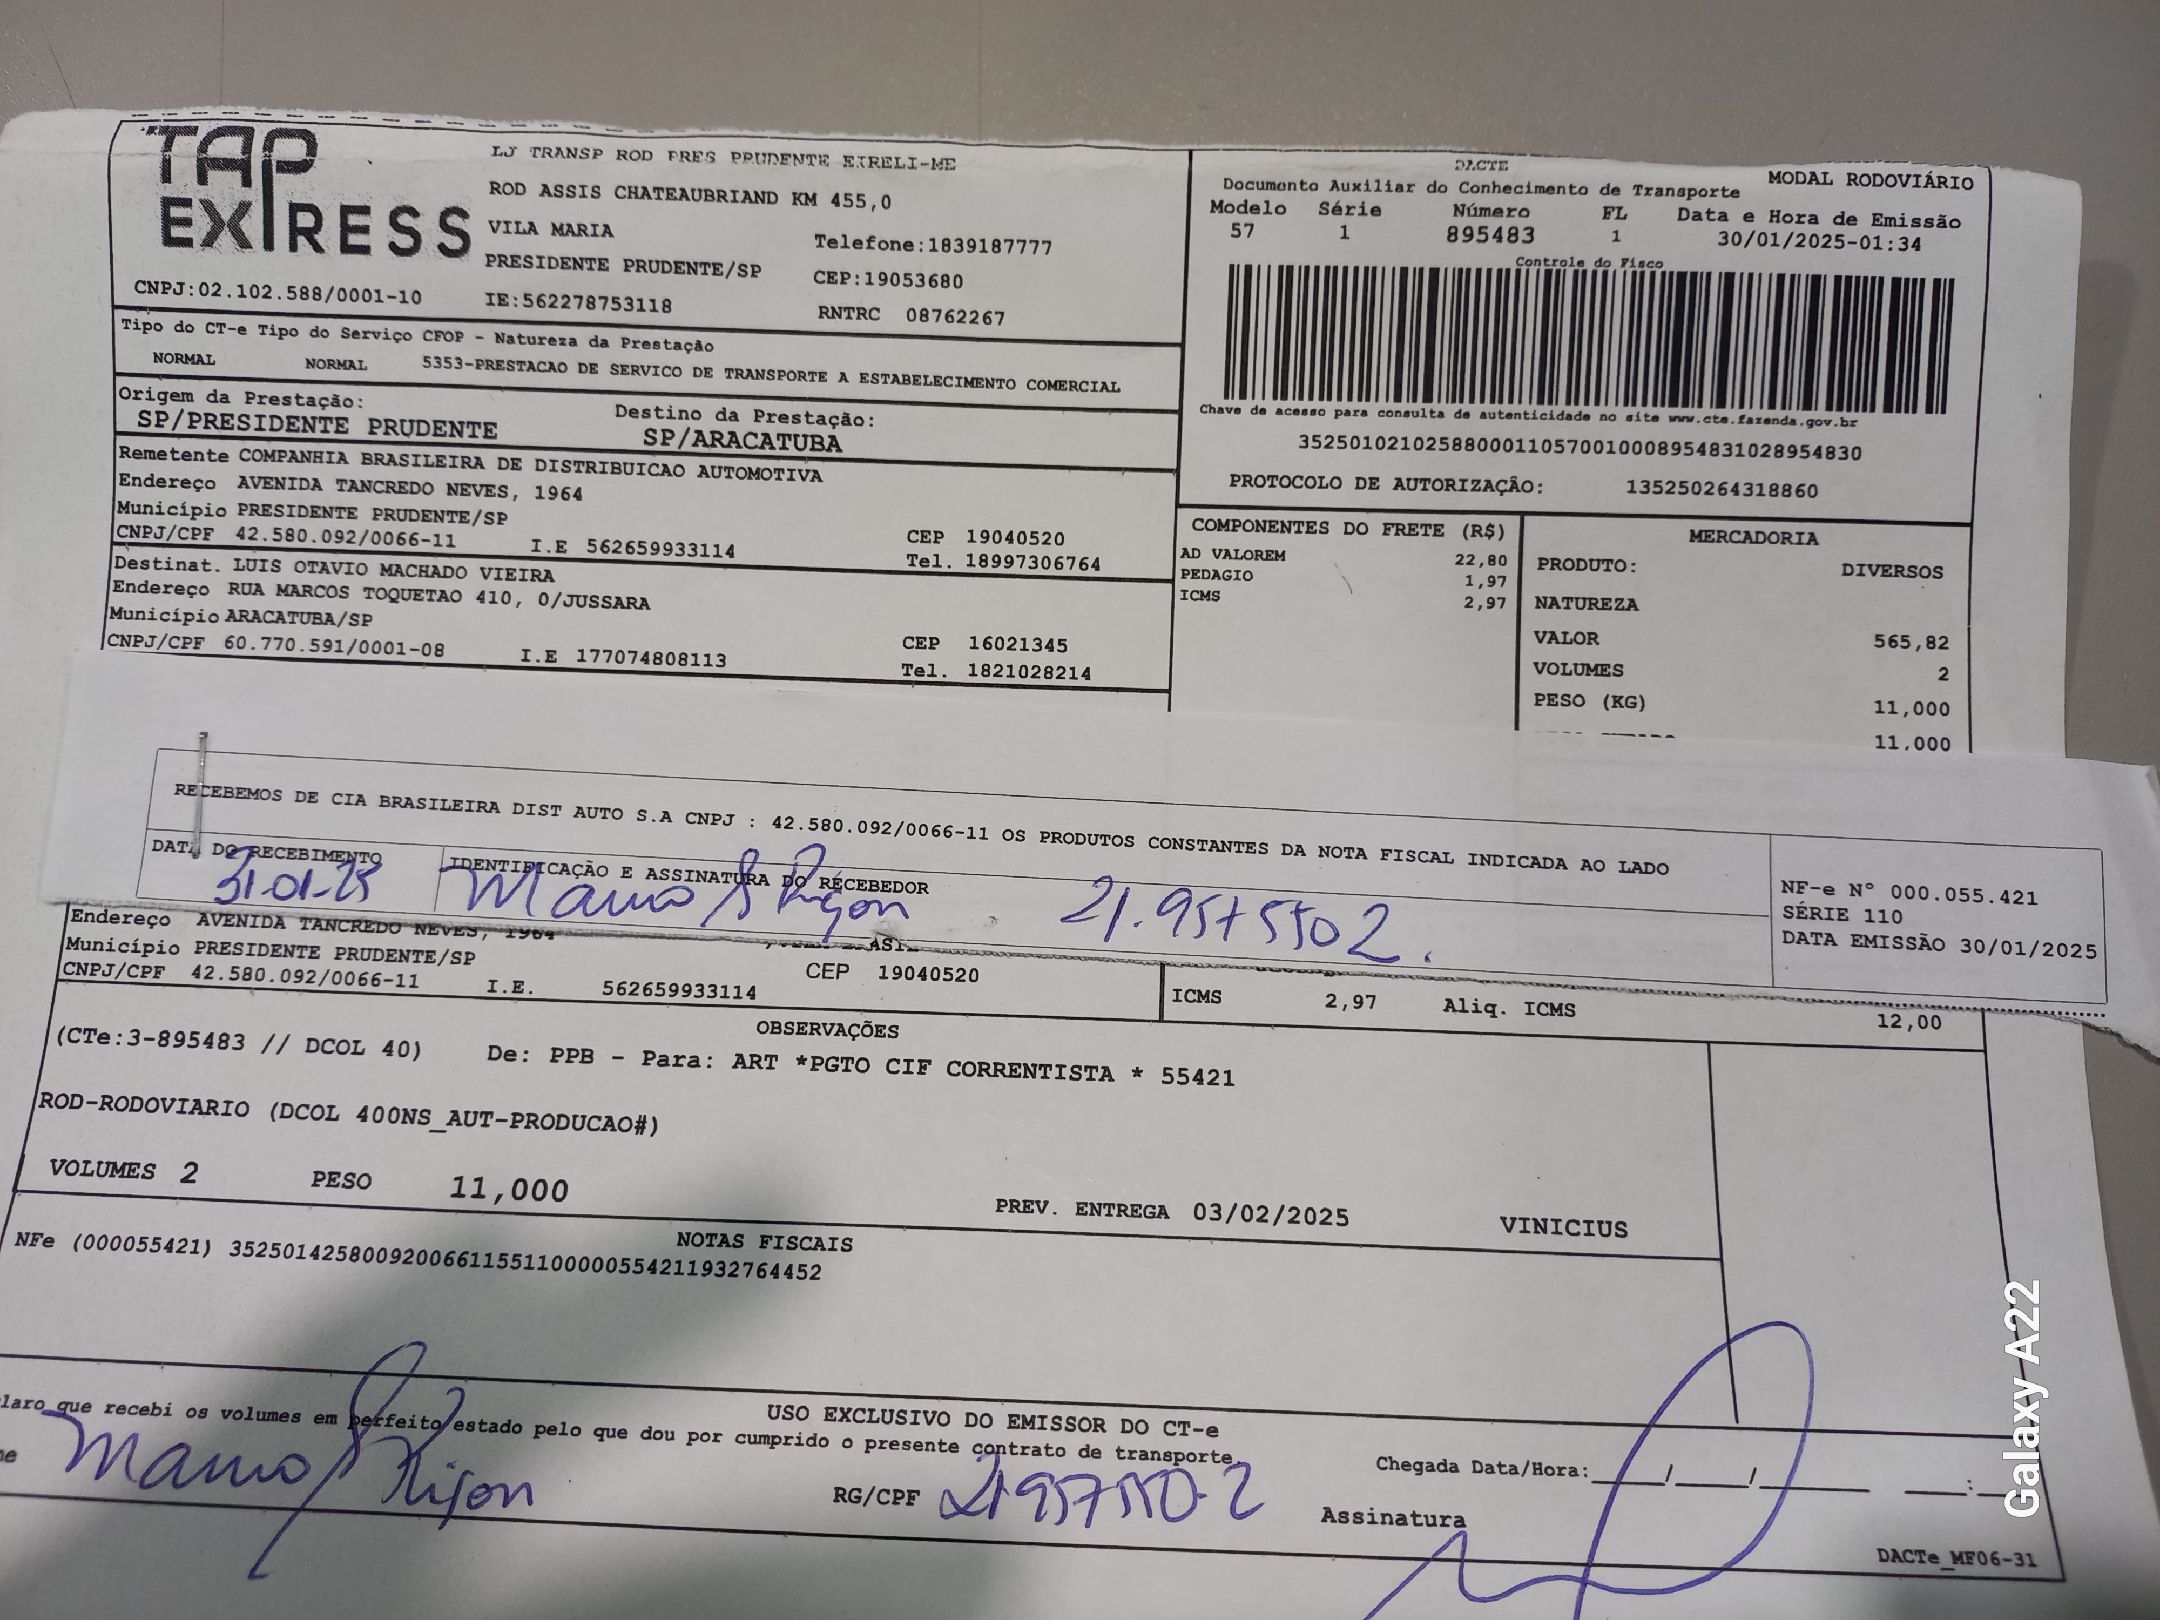 TAP EXPRESS
LJ TRANSP ROD PRES PRUDENTE EIRELI-ME
ROD ASSIS CHATEAUBRIAND KM 455,0
VILA MARIA
Telefone:1839187777
PRESIDENTE PRUDENTE/SP
CEP:19053680
CNPJ:02.102.588/0001-10
IE:562278753118
RNTRC 08762267
DACTE
MODAL RODOVIÁRIO
Documento Auxiliar do Conhecimento de Transporte
Modelo Série Número FL Data e Hora de Emissão
57 1 895483 1 30/01/2025-01:34
Controle do Fisco
Chave de acesso para consulta de autenticidade no site www.cte.fazenda.gov.br
35250102102588000110570010008954831028954830
PROTOCOLO DE AUTORIZAÇÂO: 135250264318860
Tipo do CT-e Tipo do Serviço CFOP - Natureza da Prestação
NORMAL NORMAL 5353-PRESTACAO DE SERVICO DE TRANSPORTE A ESTABELECIMENTO COMERCIAL
Origem da Prestação: Destino da Prestação:
SP/PRESIDENTE PRUDENTE SP/ARACATUBA
Remetente COMPANHIA BRASILEIRA DE DISTRIBUICAO AUTOMOTIVA
Endereço AVENIDA TANCREDO NEVES, 1964
Município PRESIDENTE PRUDENTE/SP CEP 19040520
CNPJ/CPF 42.580.092/0066-11 I.E 562659933114 Tel. 18997306764
Destinat. LUIS OTAVIO MACHADO VIEIRA
Endereço RUA MARCOS TOQUETAO 410, 0/JUSSARA
Município ARACATUBA/SP CEP 16021345
CNPJ/CPF 60.770.591/0001-08 I.E 177074808113 Tel. 1821028214
COMPONENTES DO FRETE (R$)
AD VALOREM 22,80
PEDAGIO 1,97
ICMS 2,97
MERCADORIA
PRODUTO: DIVERSOS
NATUREZA
VALOR 565,82
VOLUMES 2
PESO (KG) 11,000
11,000
RECEBEMOS DE CIA BRASILEIRA DIST AUTO S.A CNPJ : 42.580.092/0066-11 OS PRODUTOS CONSTANTES DA NOTA FISCAL INDICADA AO LADO
DATA DO RECEBIMENTO IDENTIFICAÇÃO E ASSINATURA DO RECEBEDOR
31.01.25 21.9575502.
NF-e N° 000.055.421
SÉRIE 110
DATA EMISSÃO 30/01/2025
Endereço AVENIDA TANCREDO NEVES, 1964
Município PRESIDENTE PRUDENTE/SP CEP 19040520
CNPJ/CPF 42.580.092/0066-11 I.E. 562659933114
ICMS 2,97 Aliq. ICMS 12,00
OBSERVAÇÕES
(CTe:3-895483 // DCOL 40) De: PPB - Para: ART *PGTO CIF CORRENTISTA * 55421
ROD-RODOVIARIO (DCOL 400NS_AUT-PRODUCAO#)
VOLUMES 2 PESO 11,000 PREV. ENTREGA 03/02/2025 VINICIUS
NOTAS FISCAIS
NFe (000055421) 35250142580092006611551100000554211932764452
USO EXCLUSIVO DO EMISSOR DO CT-e
laro que recebi os volumes em perfeito estado pelo que dou por cumprido o presente contrato de transporte
RG/CPF 21957550-2
Chegada Data/Hora:____/____/______ ___:__
Assinatura
DACTe_MF06-31
Galaxy A22